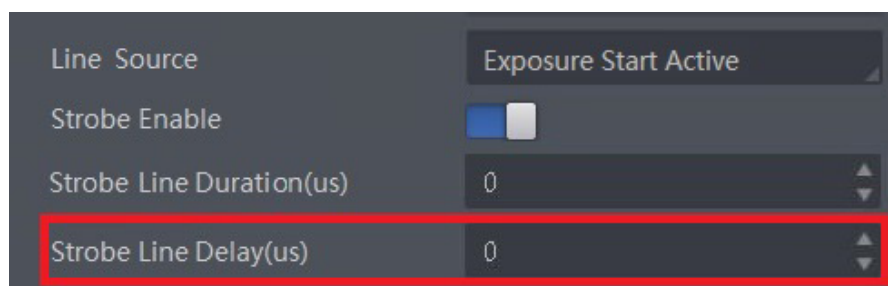 Line Source Exposure Start Active
Strobe Enable
Strobe Line Duration(us) 0
Strobe Line Delay(us) 0